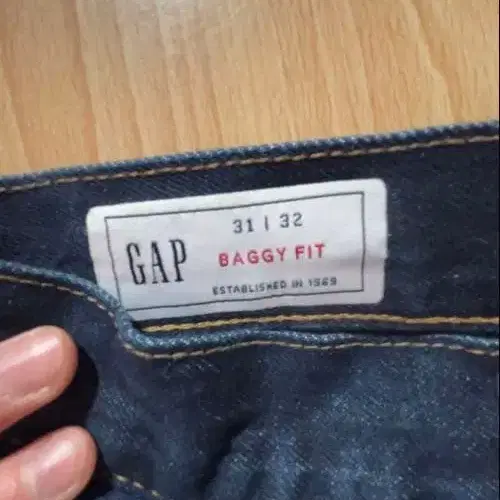 31 | 32
GAP
BAGGY FIT
ESTABLISHED IN 1969